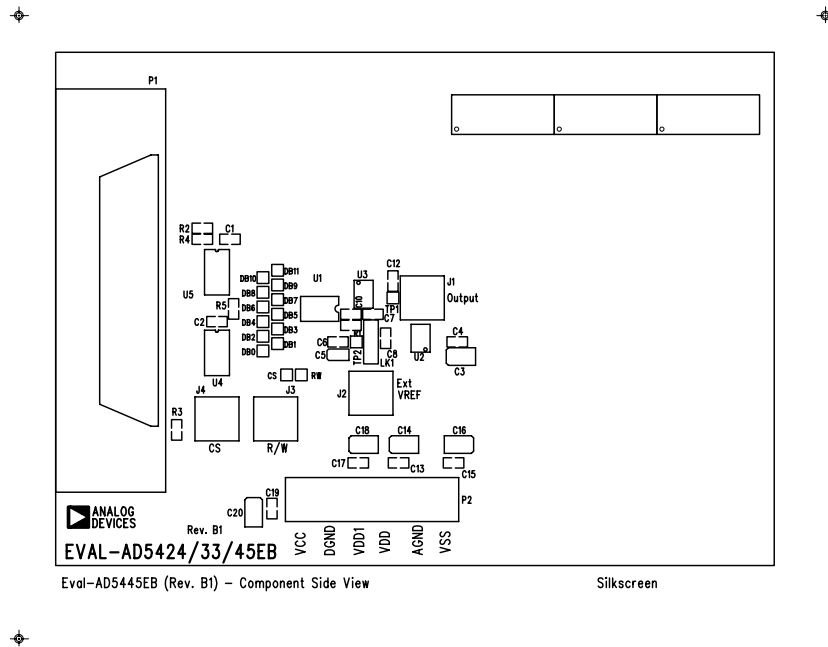 P1
R2
R4
C1
U5
DB11
DB10
DB9
DB8
DB7
DB6
DB5
DB4
DB3
DB2
DB1
DB0
R5
C2
U4
U1
U3
C10
C12
TP1
C7
J1
Output
C6
C5
TP2
LK1
C8
U2
C4
C3
CS
RW
J4
CS
J3
R/W
J2
Ext
VREF
R3
C18
C14
C16
C17
C13
C15
C19
C20
P2
VCC
DGND
VDD1
VDD
AGND
VSS
ANALOG
DEVICES
Rev. B1
EVAL-AD5424/33/45EB
Eval-AD5445EB (Rev. B1) - Component Side View
Silkscreen